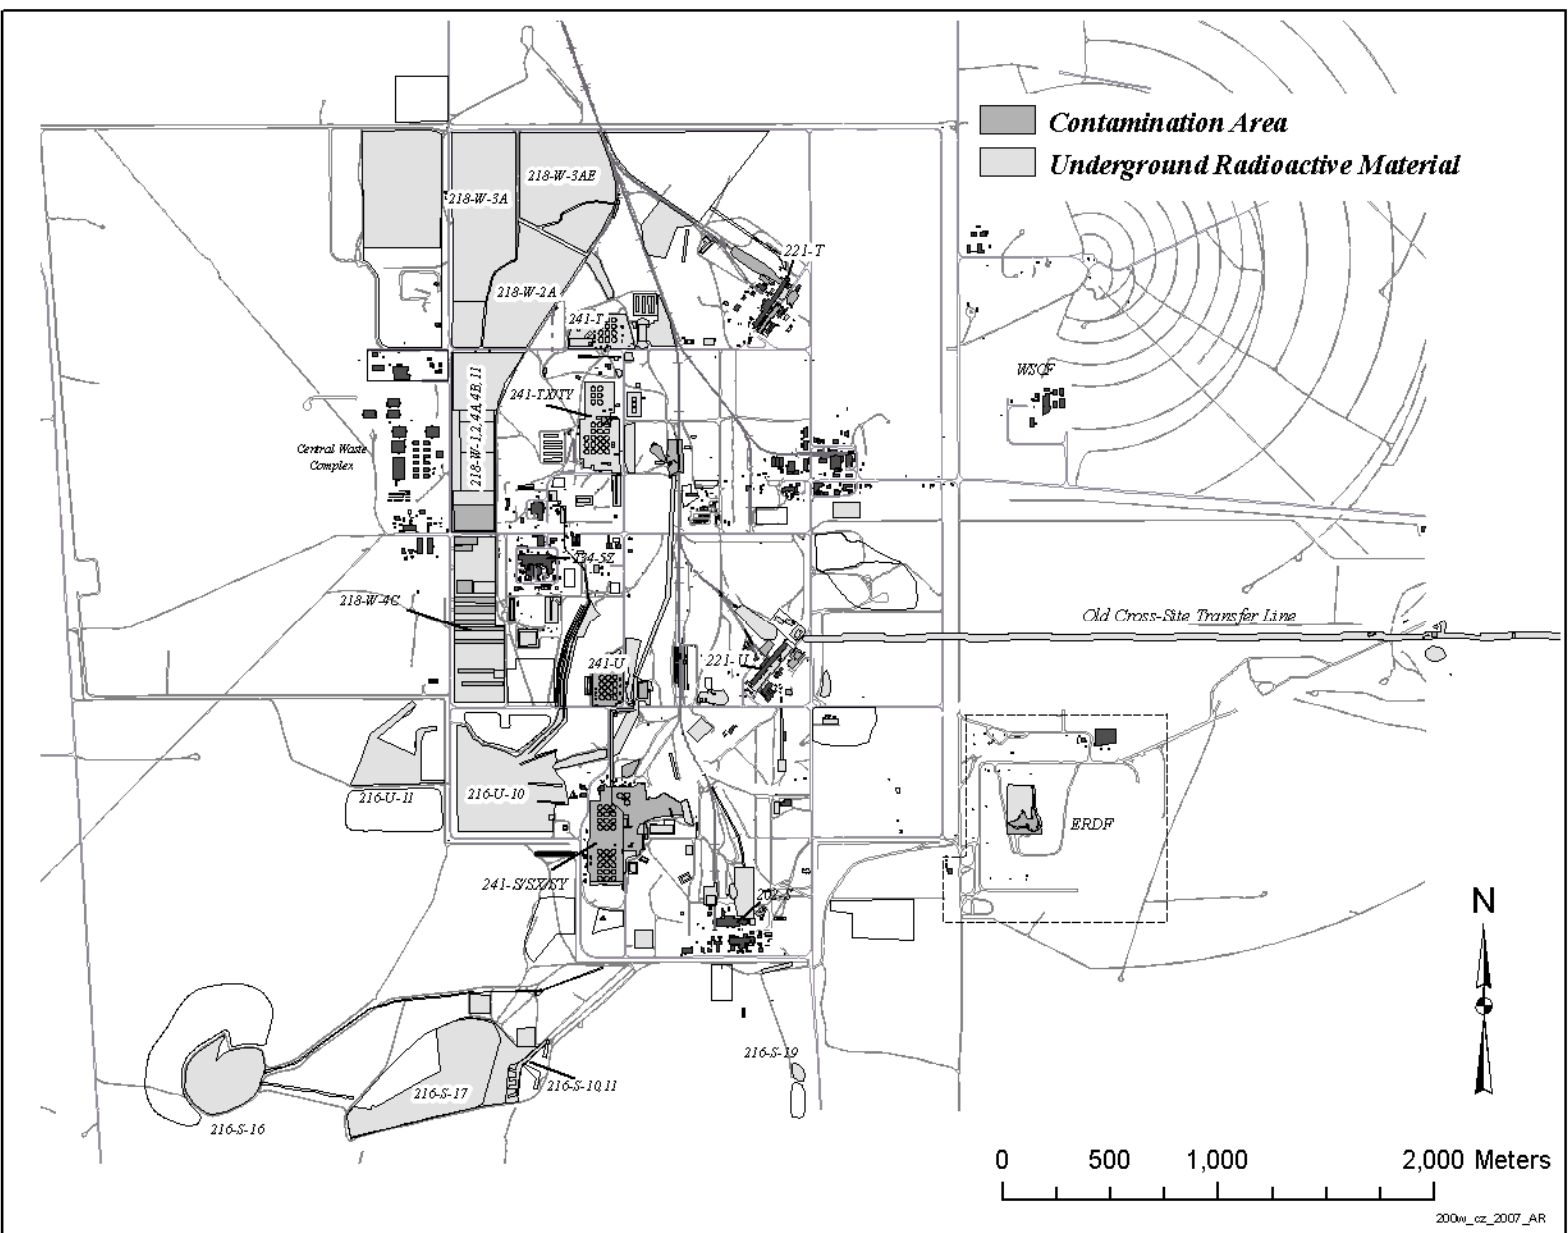 Contamination Area
Underground Radioactive Material
218-W-3AE
218-W-3A
221-T
218-W-2A
241-T
WSCF
241-TX/TY
218-W-1,2,4A,4B,11
Central Waste
Complex
234-5Z
218-W-4C
Old Cross-Site Transfer Line
241-U
221-U
216-U-11
216-U-10
ERDF
241-S/SX/SY
202-S
N
216-S-19
216-S-10,11
216-S-17
216-S-16
0 500 1,000 2,000 Meters
200w_cz_2007_AR